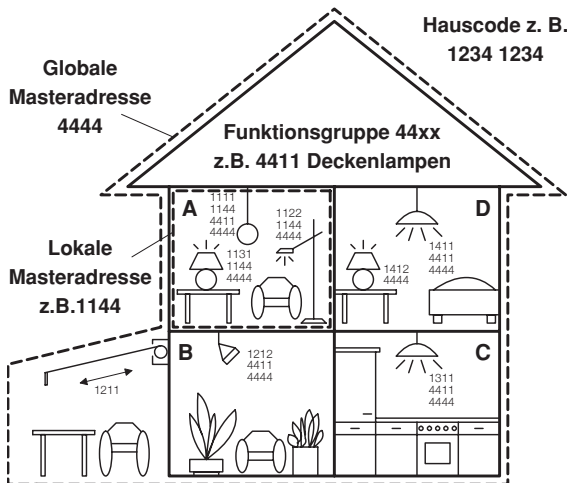 Hauscode z. B.
1234 1234
Globale
Masteradresse
4444
Funktionsgruppe 44xx
z.B. 4411 Deckenlampen
Lokale
Masteradresse
z.B.1144
A
1111
1144
4411
4444
1122
1144
4444
1131
1144
4444
D
1411
4411
4444
1412
4444
B
1212
4411
4444
C
1311
4411
4444
1211